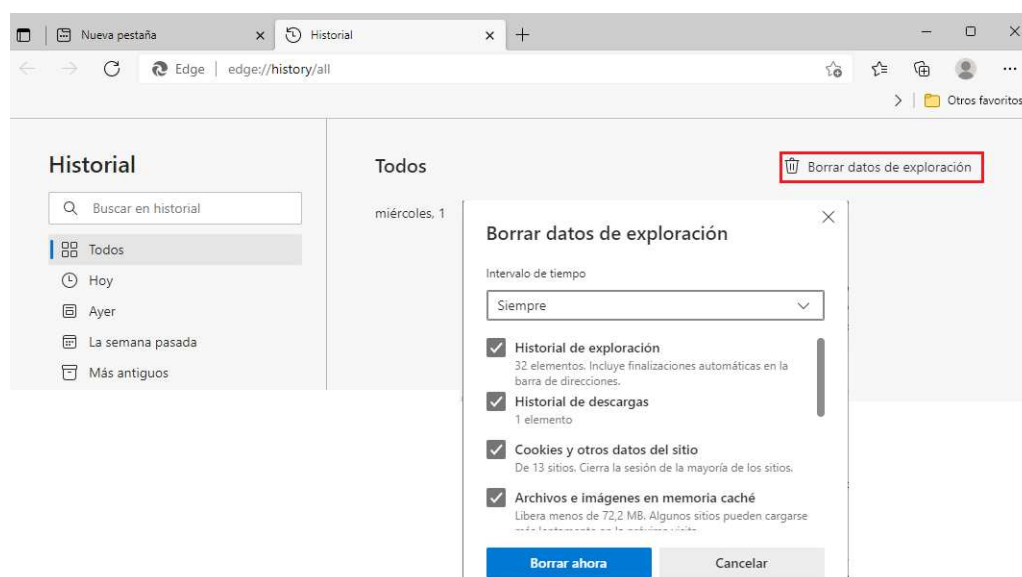 Nueva pestaña
Historial
Edge
edge://history/all
Otros favoritos
Historial
Todos
Borrar datos de exploración
Buscar en historial
miércoles, 1
Todos
Hoy
Ayer
La semana pasada
Más antiguos
Borrar datos de exploración
Intervalo de tiempo
Siempre
Historial de exploración
32 elementos. Incluye finalizaciones automáticas en la
barra de direcciones.
Historial de descargas
1 elemento
Cookies y otros datos del sitio
De 13 sitios. Cierra la sesión de la mayoría de los sitios.
Archivos e imágenes en memoria caché
Libera menos de 72,2 MB. Algunos sitios pueden cargarse
Borrar ahora
Cancelar